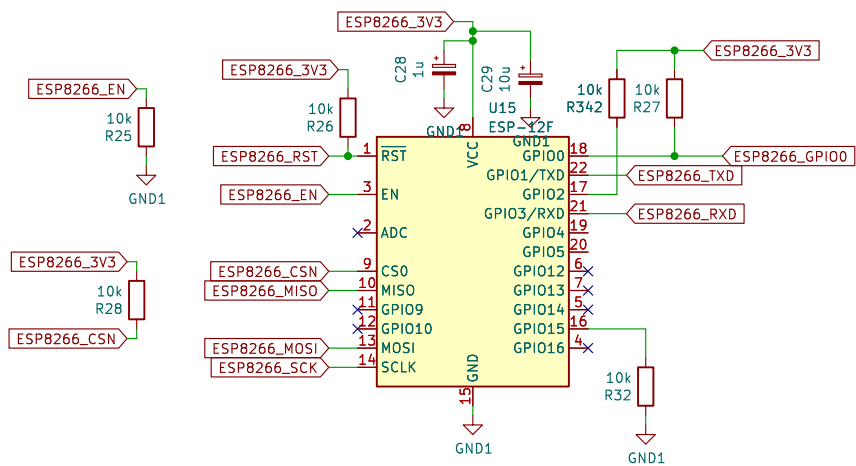 ESP8266_3V3
C28
1u
C29
10u
ESP8266_3V3
ESP8266_3V3
ESP8266_EN
10k
R25
GND1
10k
R26
GND1
U15
ESP-12F
GND1
10k
R342
10k
R27
ESP8266_RST
1
RST
8
VCC
GPIO0
18
ESP8266_GPIO0
GPIO1/TXD
22
ESP8266_TXD
ESP8266_EN
3
EN
GPIO2
17
GPIO3/RXD
21
ESP8266_RXD
2
ADC
GPIO4
19
GPIO5
20
ESP8266_3V3
10k
R28
ESP8266_CSN
ESP8266_CSN
9
CS0
GPIO12
6
ESP8266_MISO
10
MISO
GPIO13
7
11
GPIO9
GPIO14
5
12
GPIO10
GPIO15
16
ESP8266_MOSI
13
MOSI
GPIO16
4
ESP8266_SCK
14
SCLK
GND
15
GND1
10k
R32
GND1